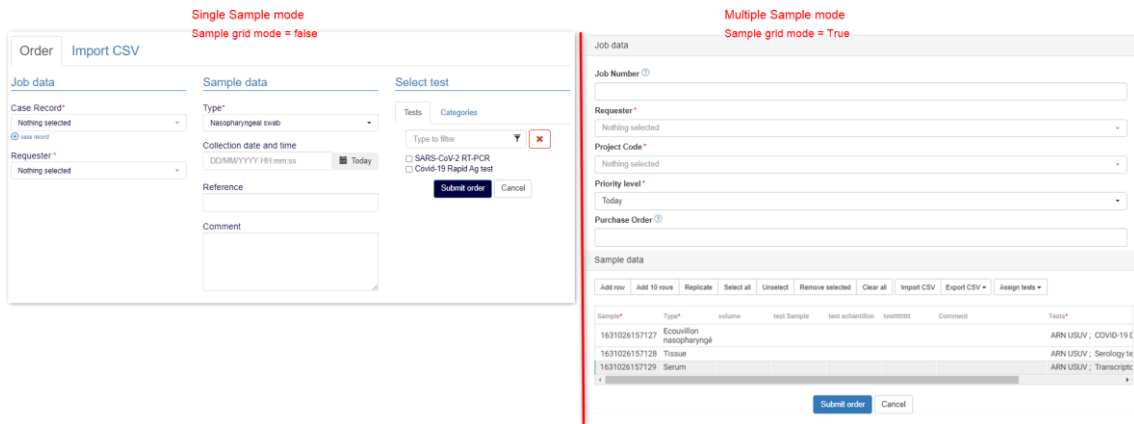 Single Sample mode
Sample grid mode = false
Order
Import CSV
Job data
Case Record*
Nothing selected
case record
Requester *
Nothing selected
Sample data
Type*
Nasopharyngeal swab
Collection date and time
DD/MM/YYYY HH:mm:ss
Today
Reference
Comment
Select test
Tests
Categories
Type to filter
SARS-CoV-2 RT-PCR
Covid-19 Rapid Ag test
Submit order
Cancel
Multiple Sample mode
Sample grid mode = True
Job data
Job Number
Requester*
Nothing selected
Project Code*
Nothing selected
Priority level*
Today
Purchase Order
Sample data
Add row Add 10 rows Replicate Select all Unselect Remove selected Clear all Import CSV Export CSV Assign tests
Sample* Type* volume test Sample test echantillon Comment Tests*
1631026157127 Ecouvillon nasopharyngé ARN USUV ; COVID-19 D
1631026157128 Tissue ARN USUV ; Serology te
1631026157129 Serum ARN USUV ; Transcripto
Submit order Cancel